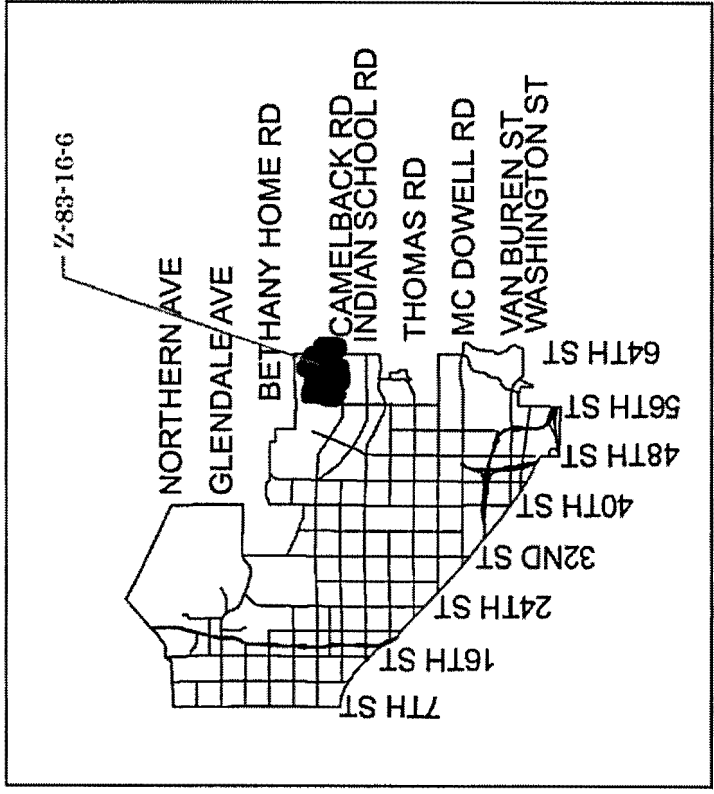 Z-83-16-6
NORTHERN AVE
GLENDALE AVE
BETHANY HOME RD
CAMELBACK RD
INDIAN SCHOOL RD
THOMAS RD
MC DOWELL RD
VAN BUREN ST
WASHINGTON ST
7TH ST
16TH ST
24TH ST
32ND ST
40TH ST
48TH ST
56TH ST
64TH ST